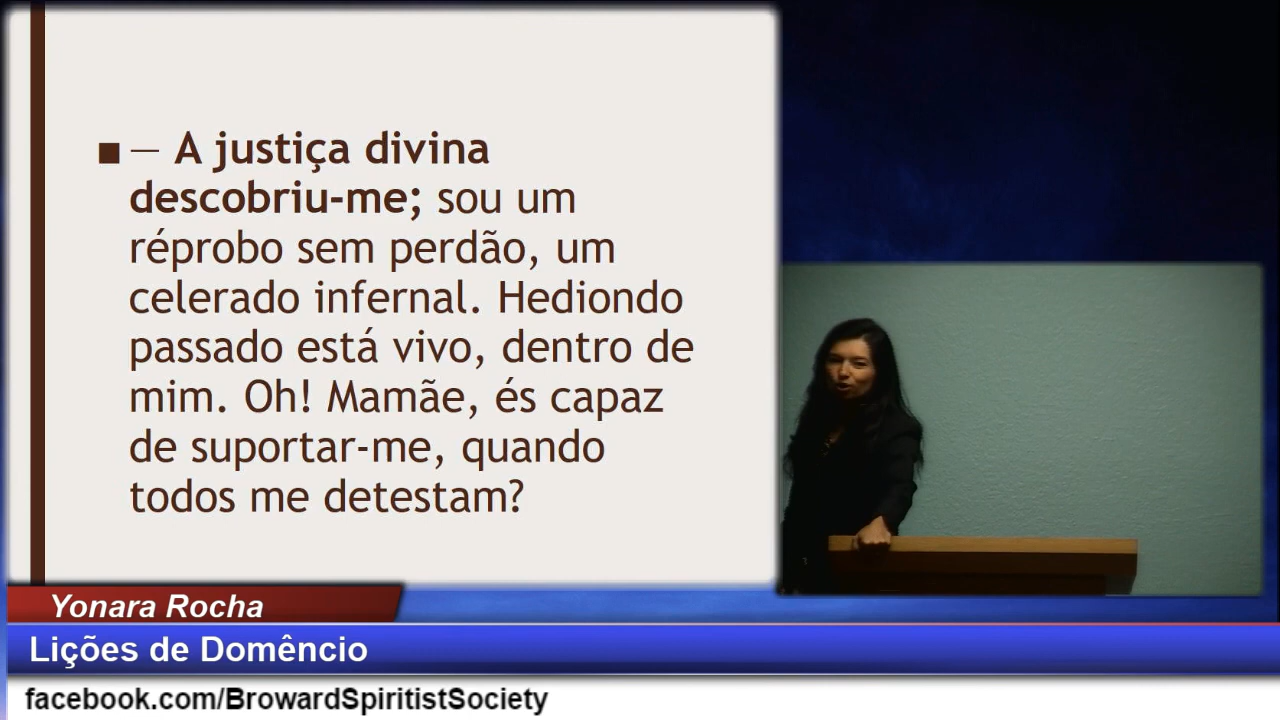 ■ — A justiça divina
descobriu-me; sou um
réprobo sem perdão, um
celerado infernal. Hediondo
passado está vivo, dentro de
mim. Oh! Mamãe, és capaz
de suportar-me, quando
todos me detestam?
Yonara Rocha
Lições de Domêncio
facebook.com/BrowardSpiritistSociety